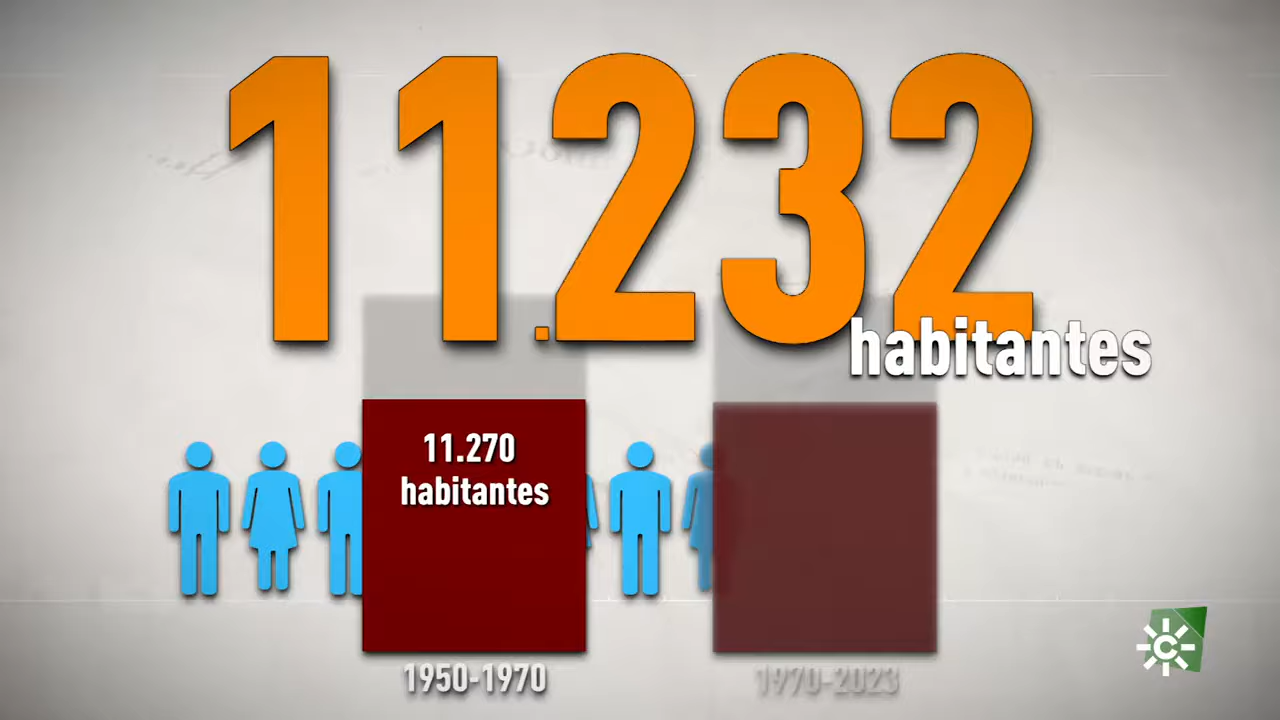 11.232
habitantes
11.270
habitantes
1950-1970
1970-2023